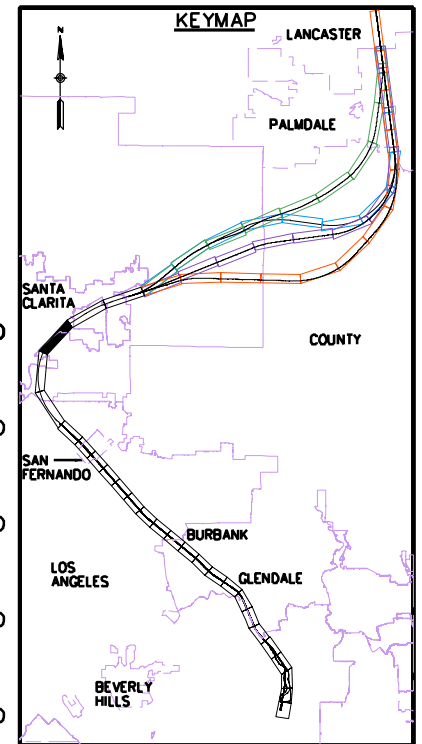 KEYMAP
LANCASTER
N
PALMDALE
SANTA
CLARITA
COUNTY
SAN
FERNANDO
BURBANK
LOS
ANGELES
GLENDALE
BEVERLY
HILLS